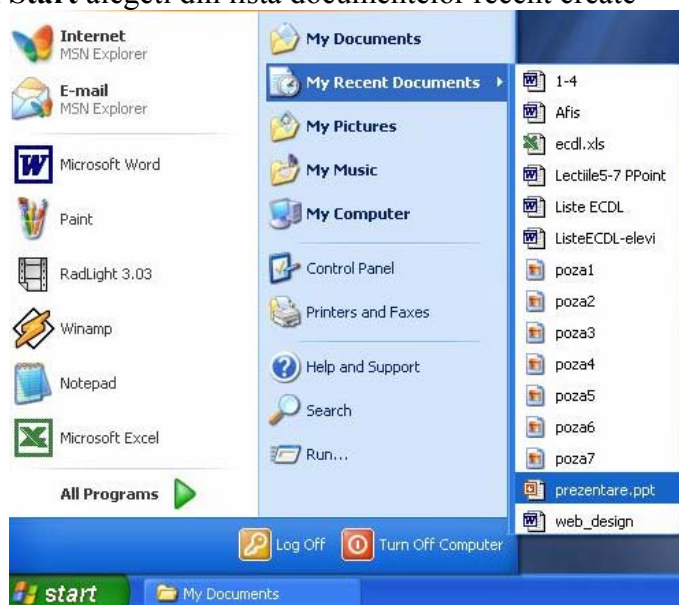 Start alegeti din lista documentelor recent create
Internet
MSN Explorer
E-mail
MSN Explorer
Microsoft Word
Paint
RadLight 3.03
Winamp
Notepad
Microsoft Excel
All Programs
My Documents
My Recent Documents
My Pictures
My Music
My Computer
Control Panel
Printers and Faxes
Help and Support
Search
Run...
1-4
Afis
ecdl.xls
Lectiile5-7 PPoint
Liste ECDL
ListeECDL-elevi
poza1
poza2
poza3
poza4
poza5
poza6
poza7
prezentare.ppt
web_design
Log Off
Turn Off Computer
start
My Documents